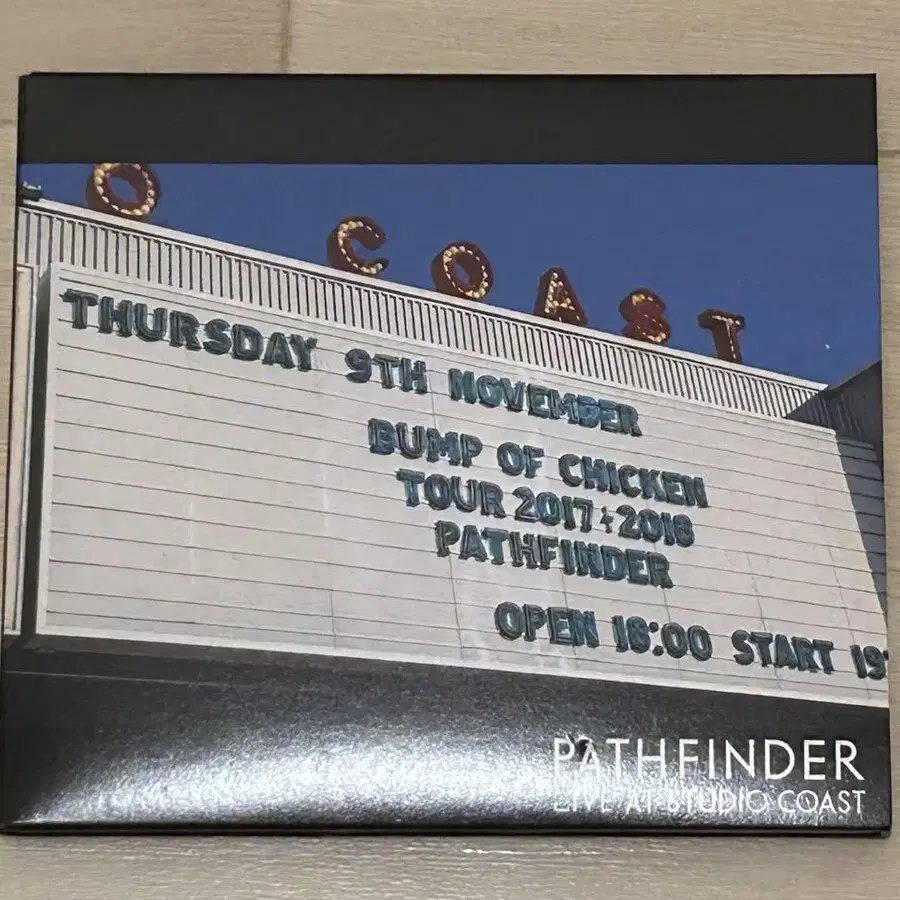 O COAST
THURSDAY 9TH NOVEMBER
BUMP OF CHICKEN
TOUR 2017-2018
PATHFINDER
OPEN 18:00 START 19:
PATHFINDER
LIVE AT STUDIO COAST